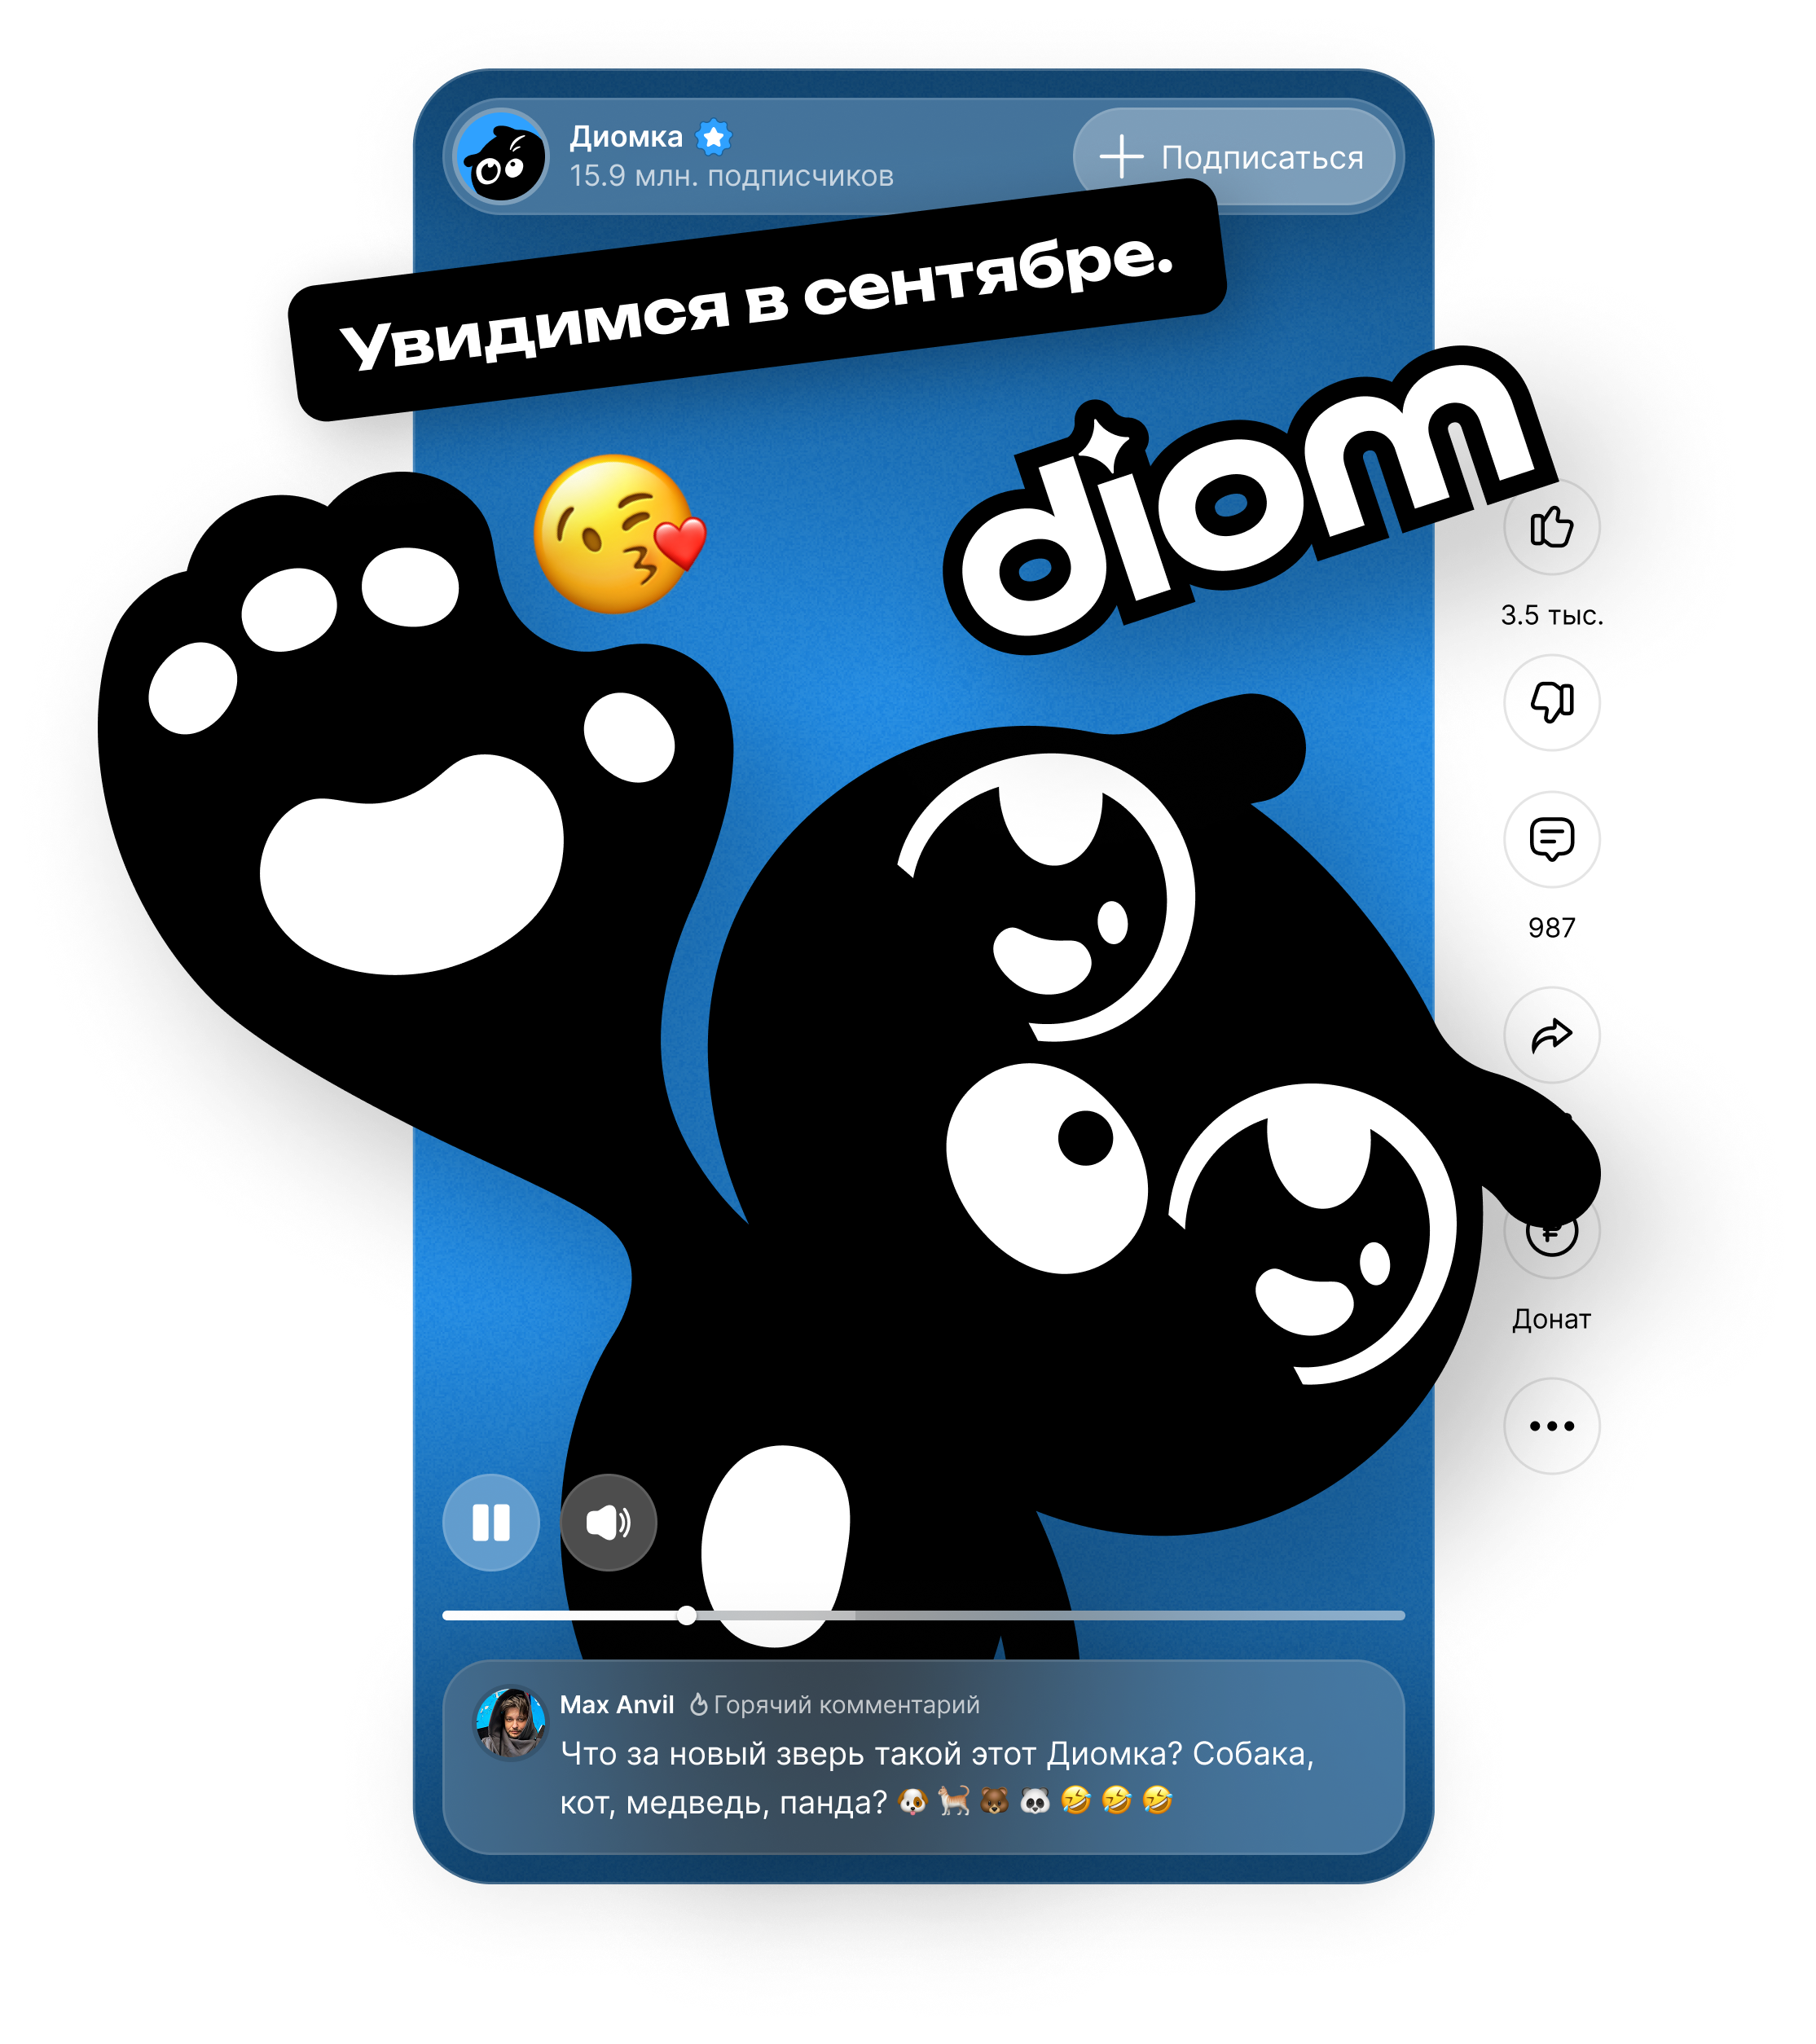 Диомка
15.9 млн. подписчиков
Подписаться
Увидимся в сентябре.
diom
3.5 тыс.
987
Донат
Max Anvil Горячий комментарий
Что за новый зверь такой этот Диомка? Собака,
кот, медведь, панда? 🐶 🐈 🐻 🐼 🤣 🤣 🤣